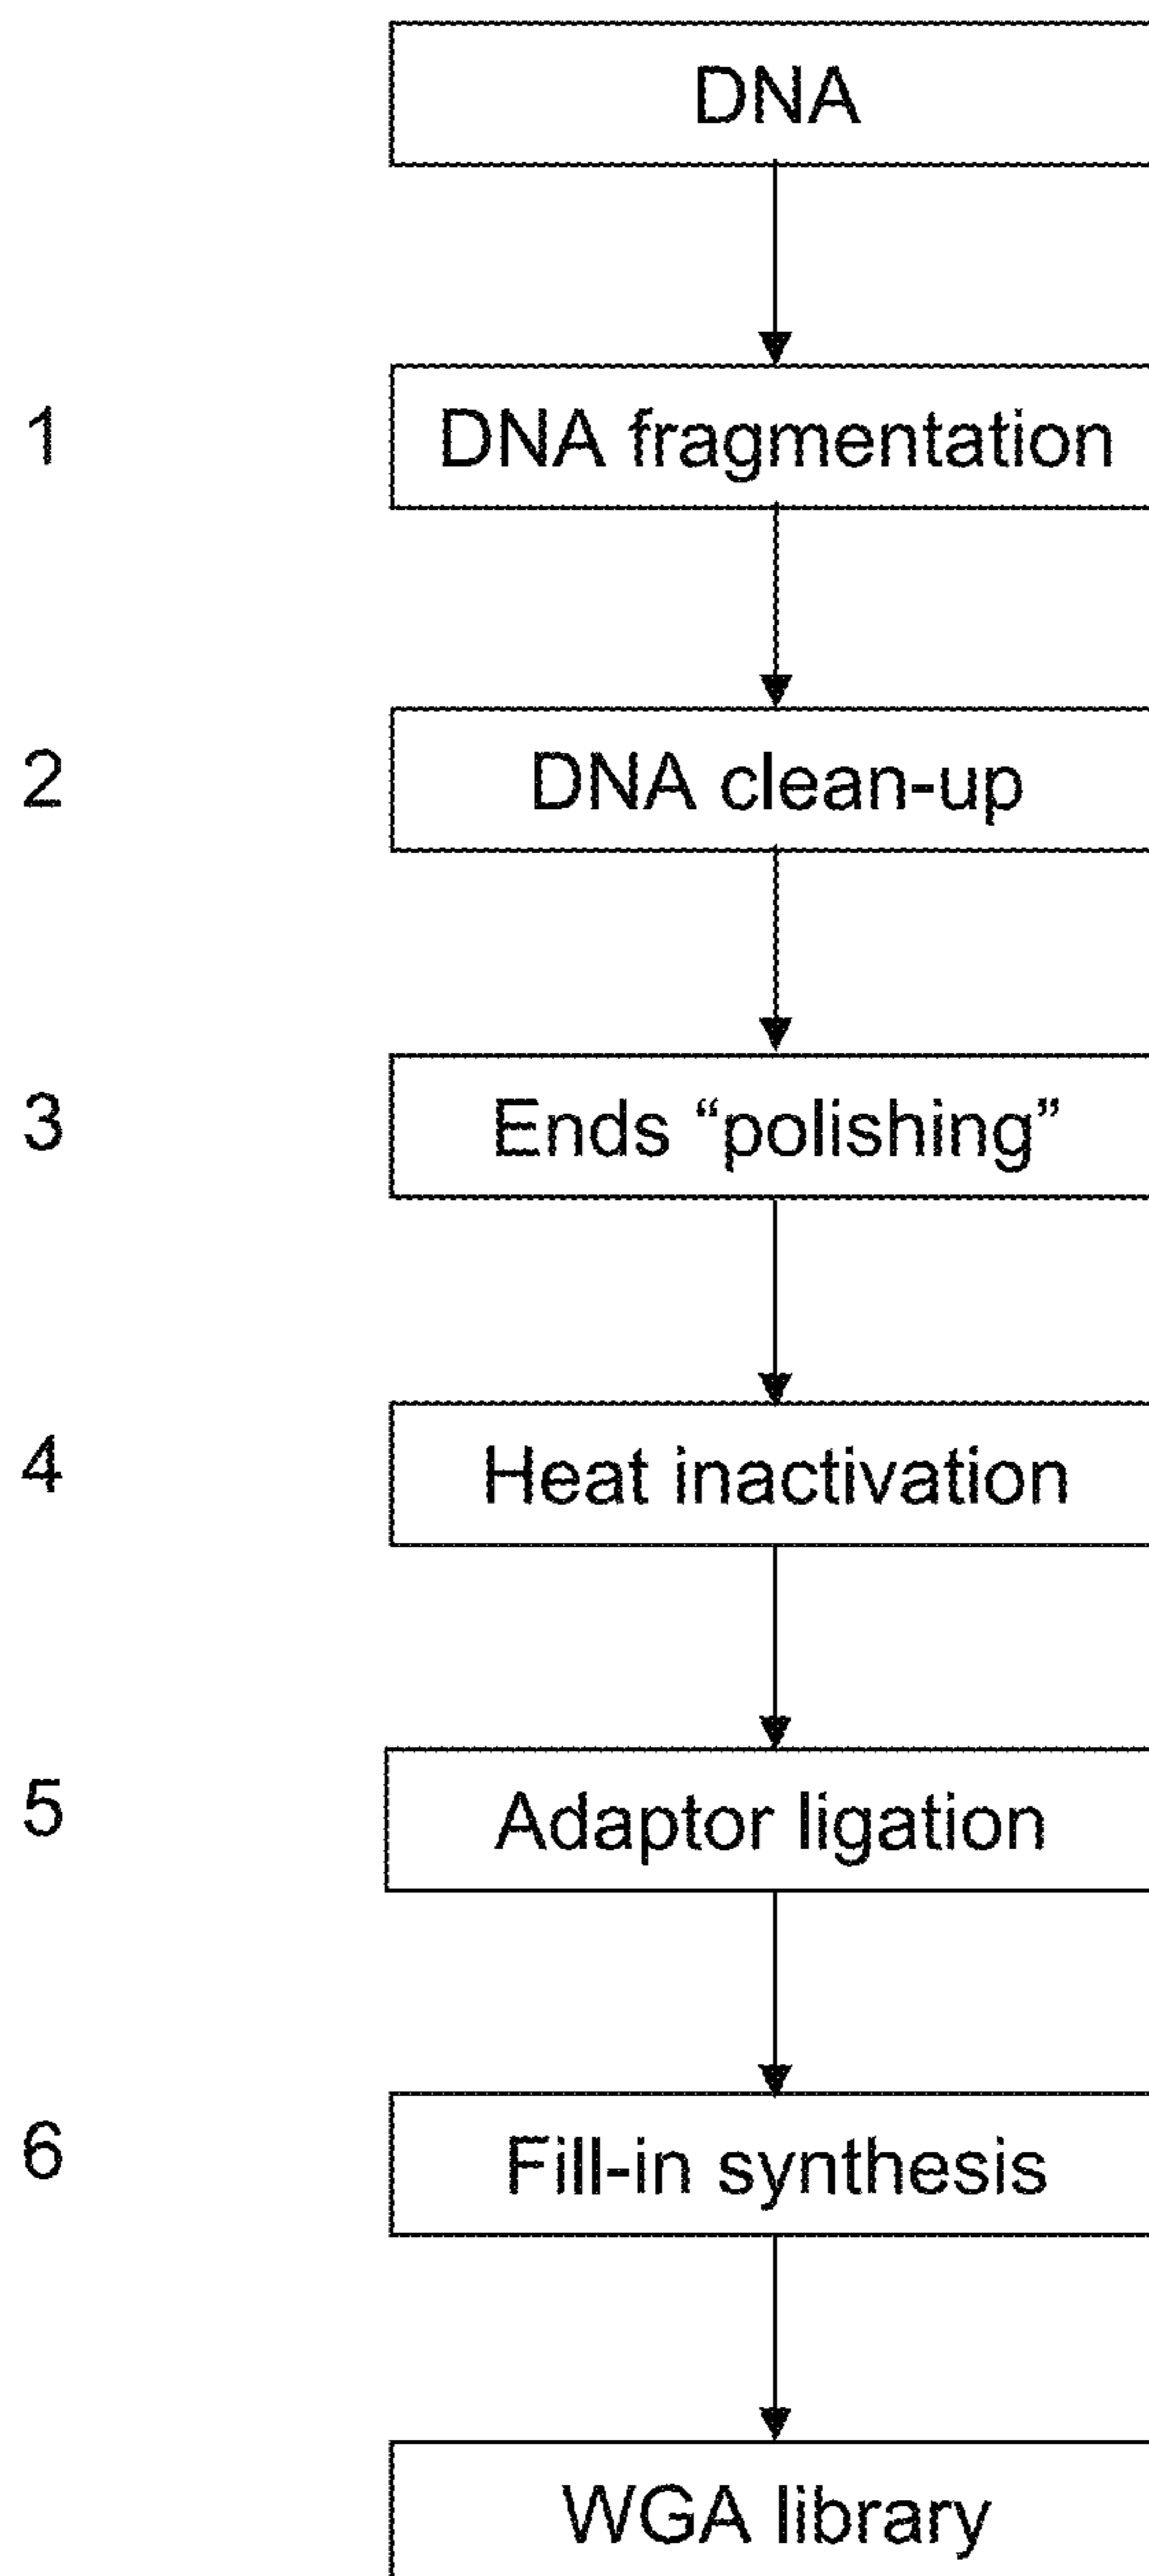 DNA
1 DNA fragmentation
2 DNA clean-up
3 Ends “polishing”
4 Heat inactivation
5 Adaptor ligation
6 Fill-in synthesis
WGA library